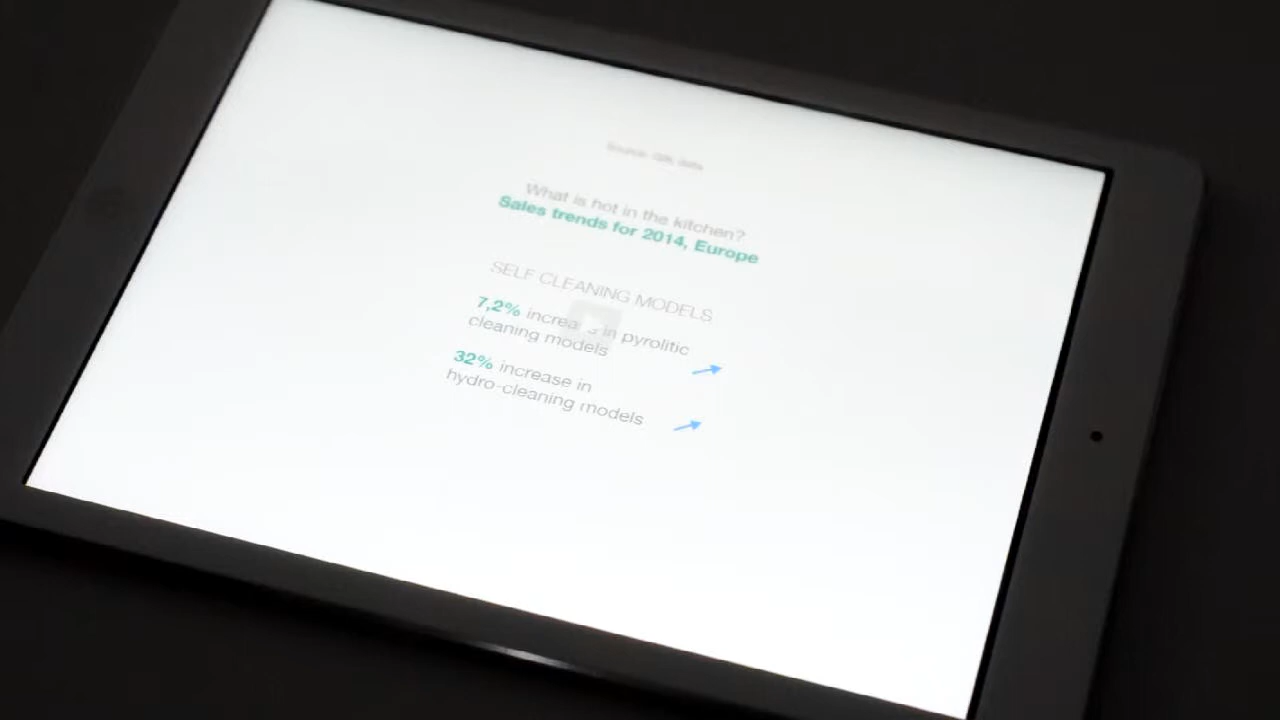 What is hot in the kitchen?
Sales trends for 2014, Europe
SELF CLEANING MODELS
7,2% increase in pyrolitic
cleaning models
32% increase in
hydro-cleaning models